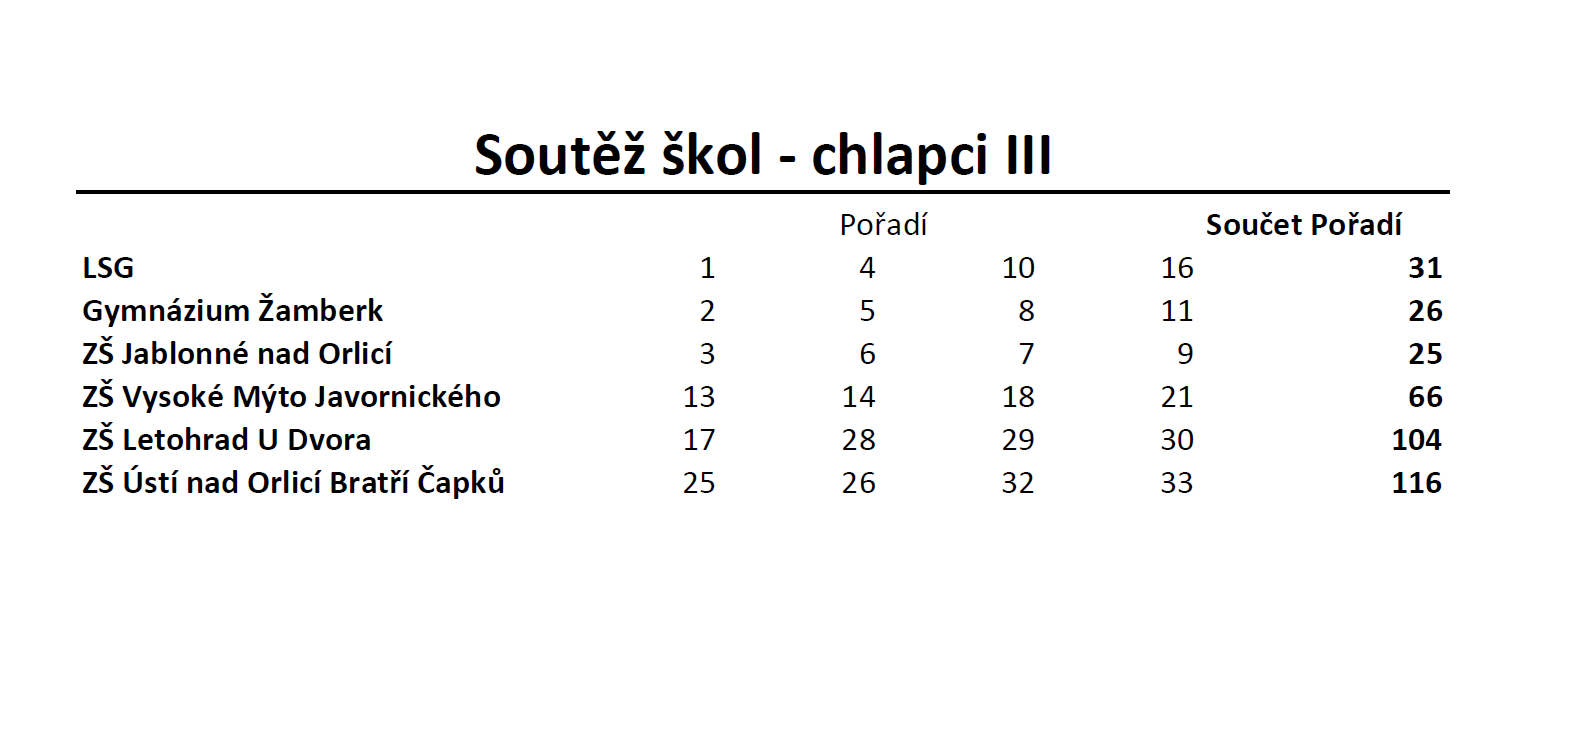 Soutěž škol - chlapci III
Pořadí Součet Pořadí
LSG 1 4 10 16 31
Gymnázium Žamberk 2 5 8 11 26
ZŠ Jablonné nad Orlicí 3 6 7 9 25
ZŠ Vysoké Mýto Javornického 13 14 18 21 66
ZŠ Letohrad U Dvora 17 28 29 30 104
ZŠ Ústí nad Orlicí Bratří Čapků 25 26 32 33 116